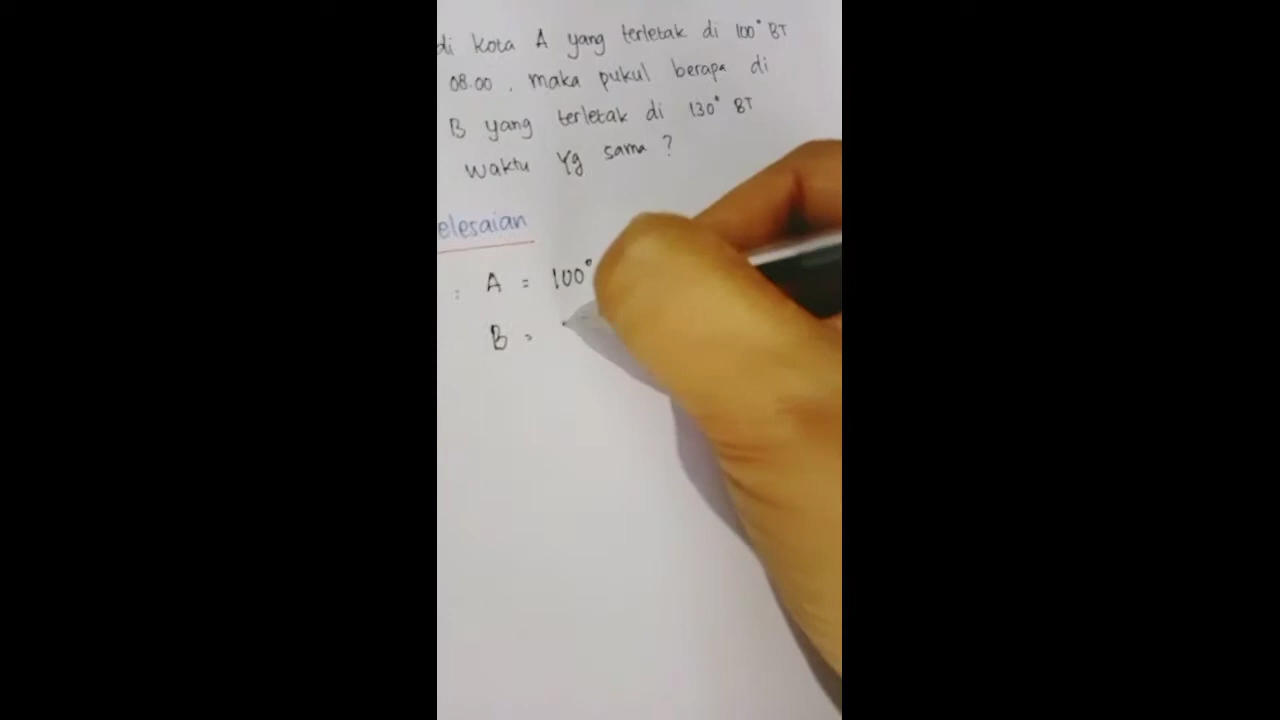 di kota A yang terletak di 100° BT
08.00 . maka pukul berapa di
B yang terletak di 130° BT
waktu Yg sama ?
elesaian
: A = 100°
B =